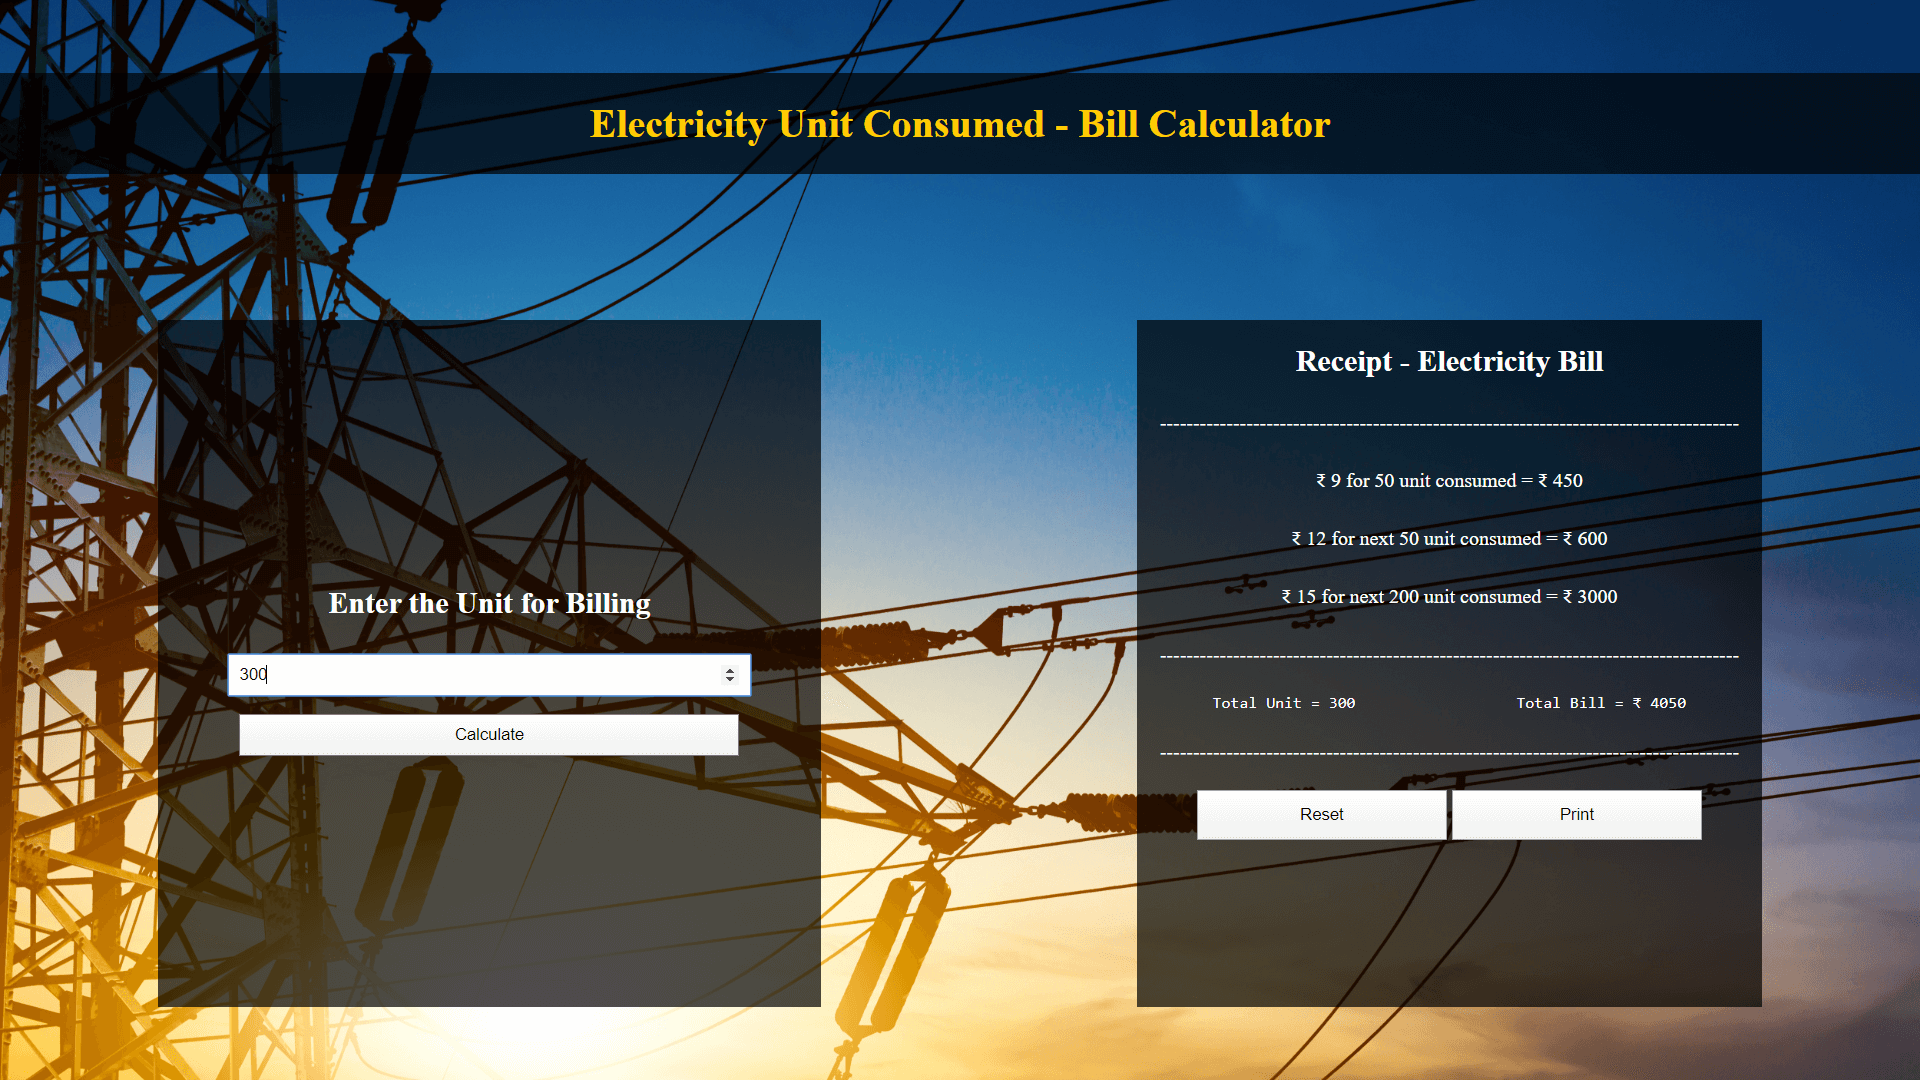 Electricity Unit Consumed - Bill Calculator
Enter the Unit for Billing
300
Calculate
Receipt - Electricity Bill
₹ 9 for 50 unit consumed = ₹ 450
₹ 12 for next 50 unit consumed = ₹ 600
₹ 15 for next 200 unit consumed = ₹ 3000
Total Unit = 300 Total Bill = ₹ 4050
Reset Print